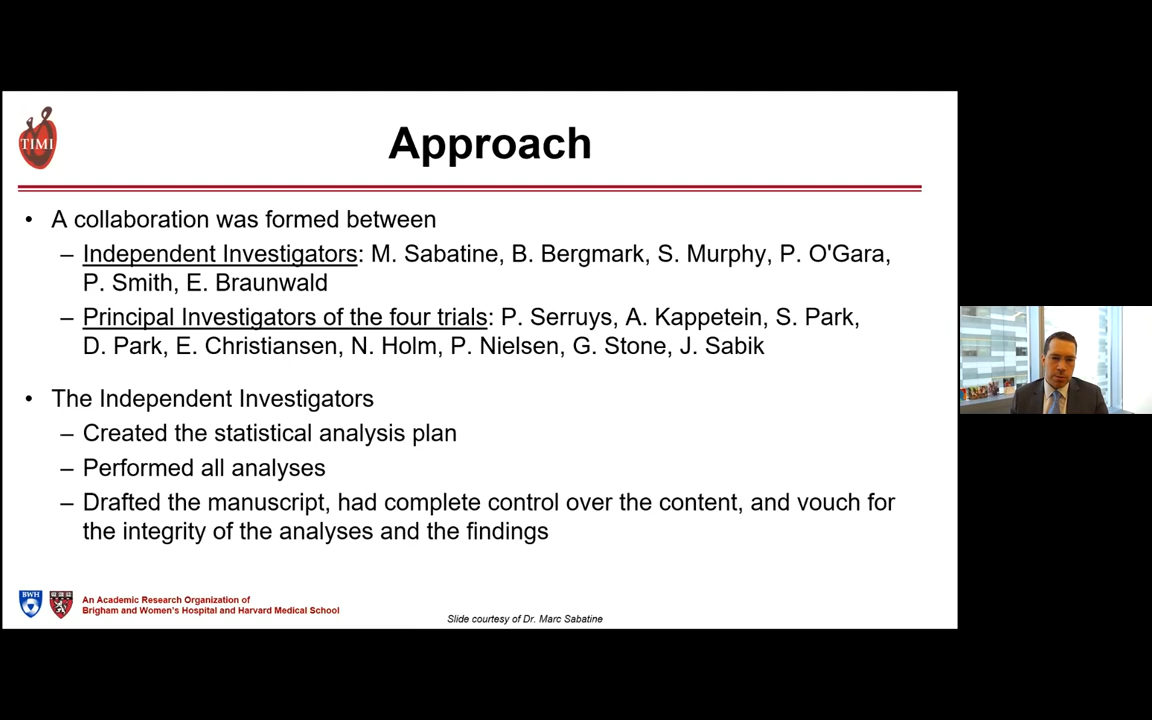 TIMI
Approach
• A collaboration was formed between
– Independent Investigators: M. Sabatine, B. Bergmark, S. Murphy, P. O'Gara,
P. Smith, E. Braunwald
– Principal Investigators of the four trials: P. Serruys, A. Kappetein, S. Park,
D. Park, E. Christiansen, N. Holm, P. Nielsen, G. Stone, J. Sabik
• The Independent Investigators
– Created the statistical analysis plan
– Performed all analyses
– Drafted the manuscript, had complete control over the content, and vouch for
the integrity of the analyses and the findings
BWH
An Academic Research Organization of
Brigham and Women's Hospital and Harvard Medical School
Slide courtesy of Dr. Marc Sabatine